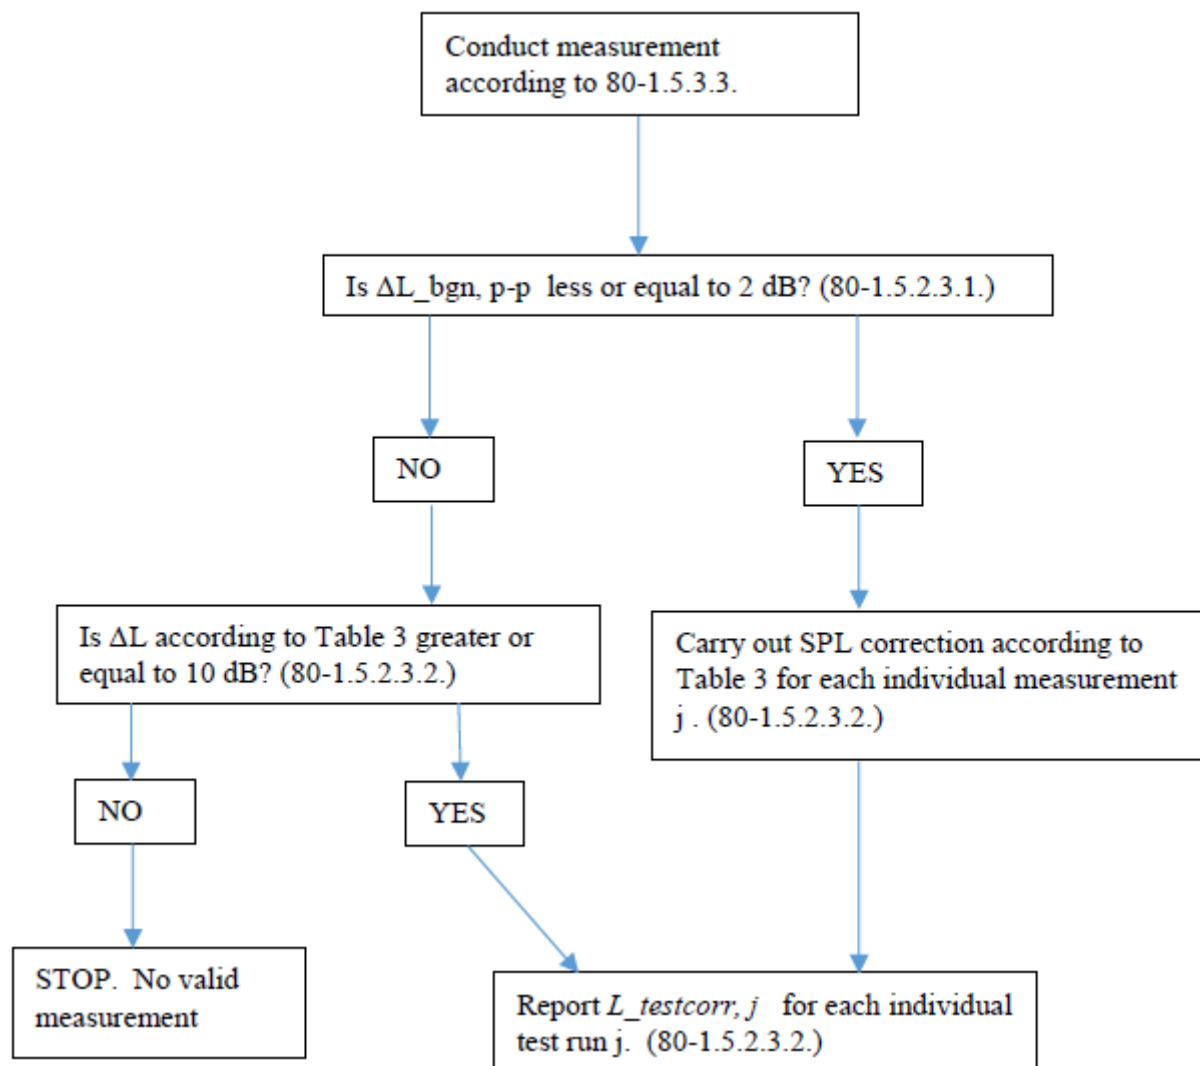 Conduct measurement
according to 80-1.5.3.3.
Is ΔL_bgn, p-p less or equal to 2 dB? (80-1.5.2.3.1.)
NO
YES
Is ΔL according to Table 3 greater or
equal to 10 dB? (80-1.5.2.3.2.)
Carry out SPL correction according to
Table 3 for each individual measurement
j . (80-1.5.2.3.2.)
NO
YES
STOP. No valid
measurement
Report L_testcorr, j for each individual
test run j. (80-1.5.2.3.2.)